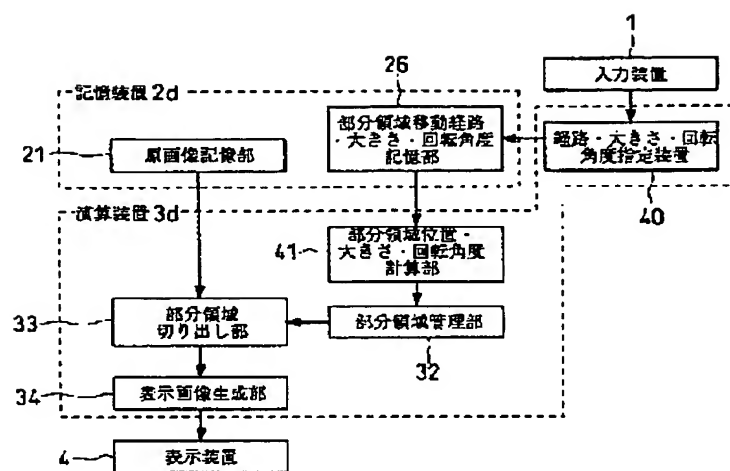 1
入力装置
26
記憶装置2d
部分領域移動経路
・大きさ・回転角度
記憶部
経路・大きさ・回転
角度指定装置
21
原画像記憶部
40
演算装置3d
41
部分領域位置・
大きさ・回転角度
計算部
33
部分領域
切り出し部
部分領域管理部
32
34
表示画像生成部
4
表示装置